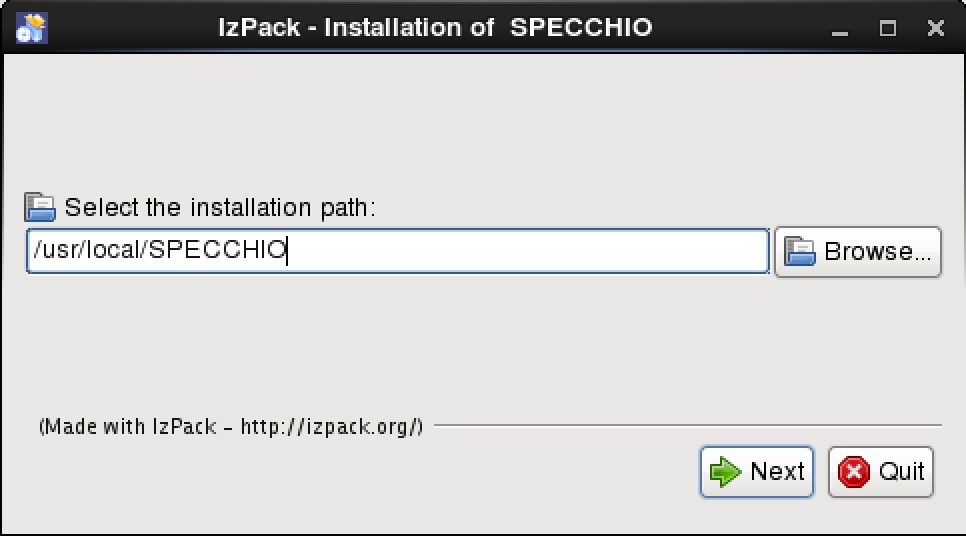 IzPack - Installation of  SPECCHIO
Select the installation path:
/usr/local/SPECCHIO
Browse...
(Made with IzPack - http://izpack.org/)
Next
Quit